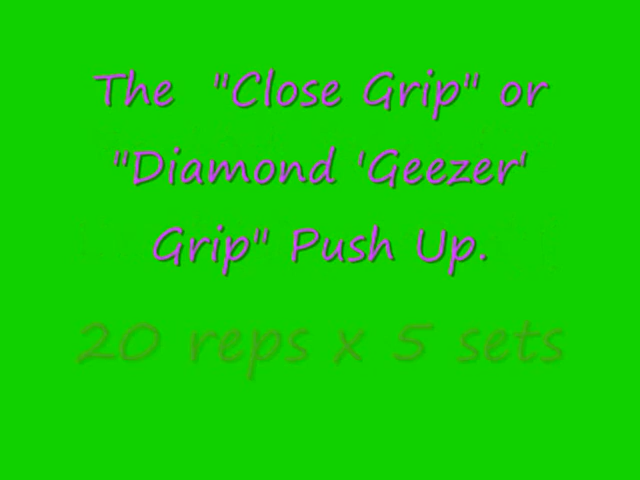 The "Close Grip" or
"Diamond 'Geezer'
Grip" Push Up.
20 reps x 5 sets